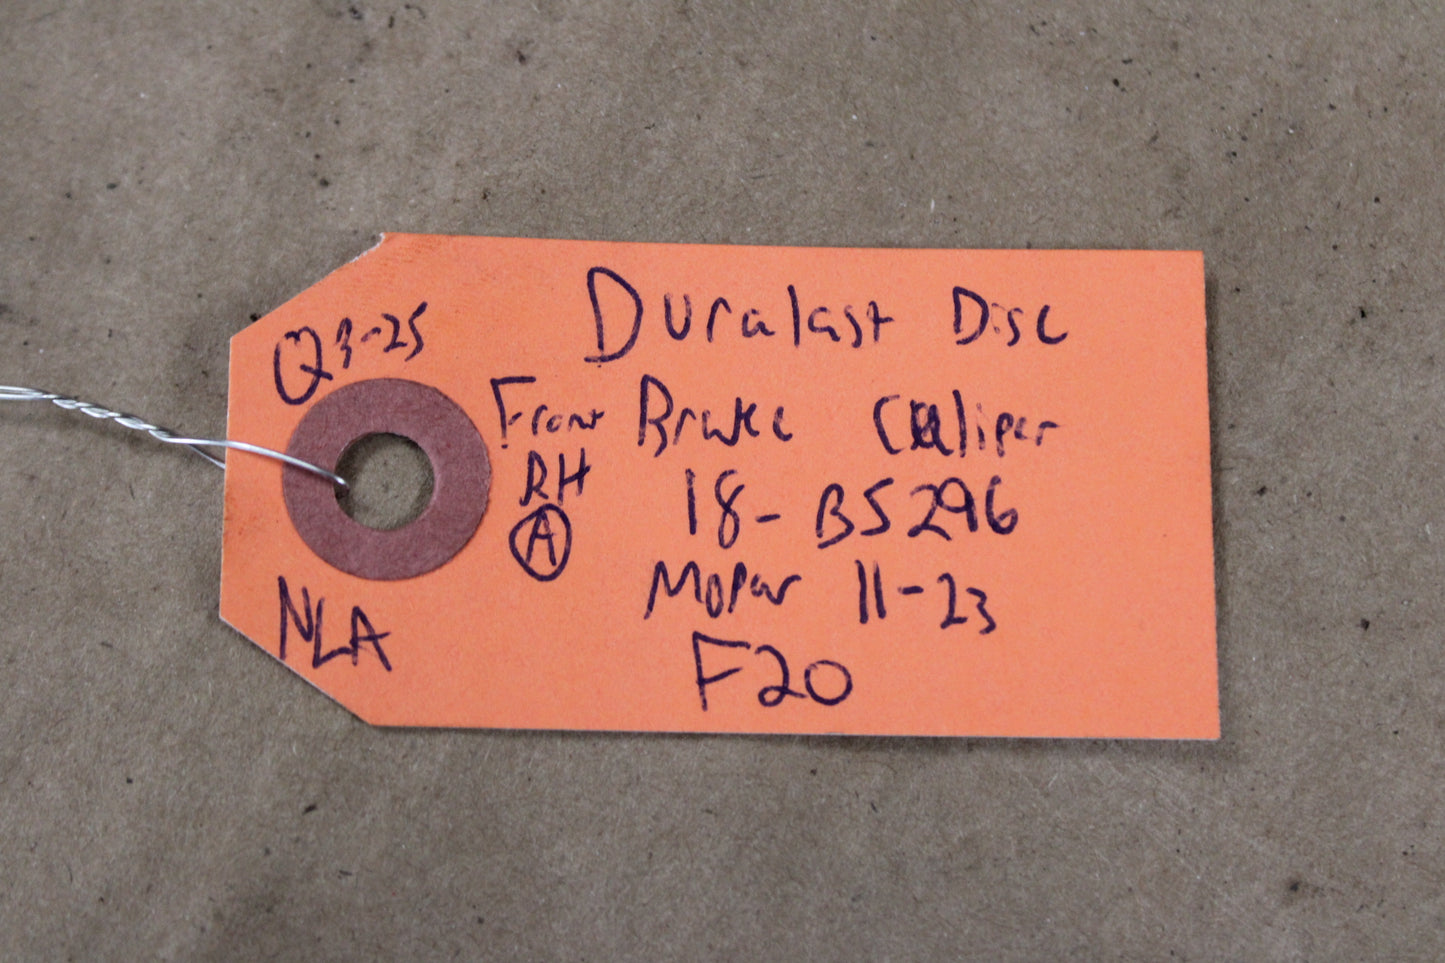 Q3-25
Duralast Disc
Front Brake Caliper
RH
A
18-B5296
Mopar 11-23
F20
NLA